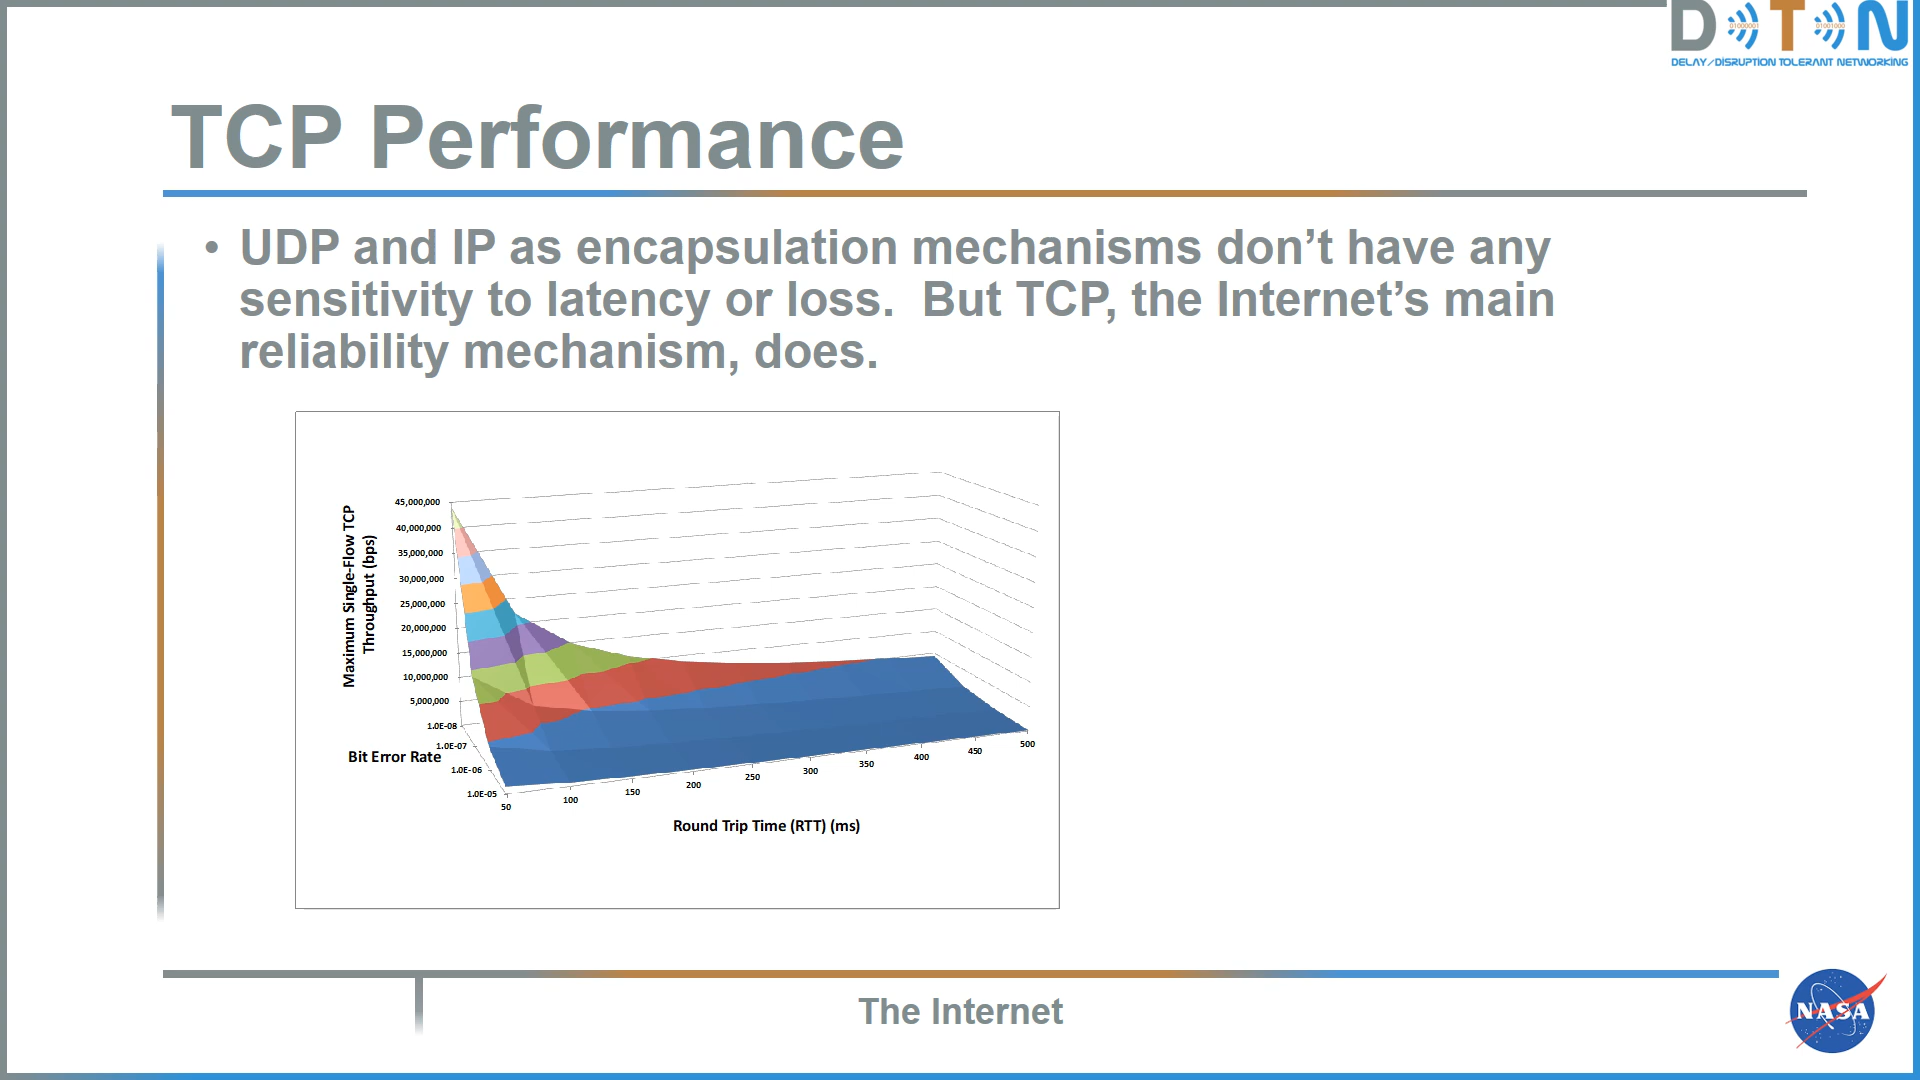 D T N
01000001 01001000
DELAY/DISRUPTION TOLERANT NETWORKING
TCP Performance
• UDP and IP as encapsulation mechanisms don’t have any
sensitivity to latency or loss.  But TCP, the Internet’s main
reliability mechanism, does.
Maximum Single-Flow TCP
Throughput (bps)
45,000,000
40,000,000
35,000,000
30,000,000
25,000,000
20,000,000
15,000,000
10,000,000
5,000,000
1.0E-08
1.0E-07
1.0E-06
1.0E-05
Bit Error Rate
50
100
150
200
250
300
350
400
450
500
Round Trip Time (RTT) (ms)
The Internet
NASA